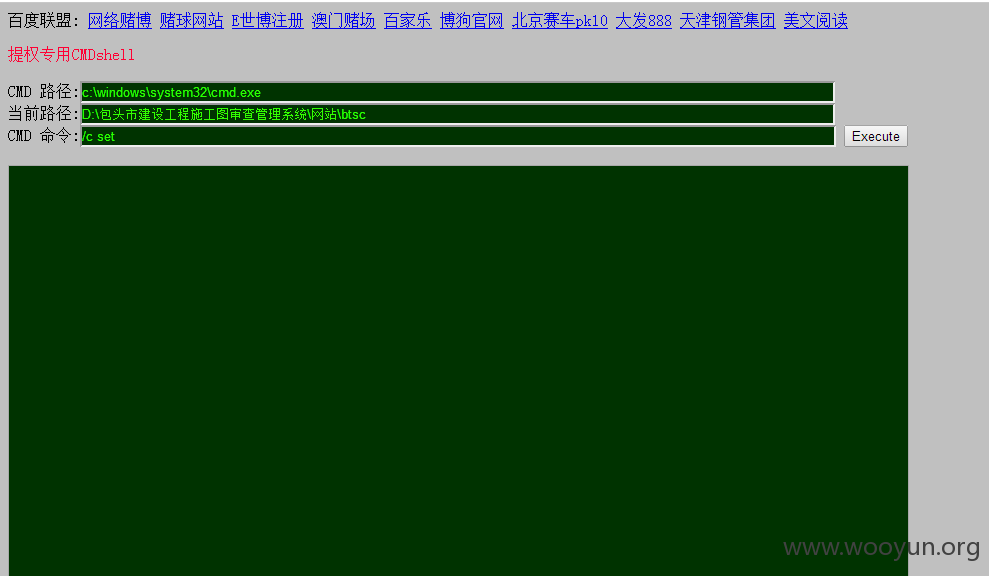 百度联盟: 网络赌博 赌球网站 E世博注册 澳门赌场 百家乐 博狗官网 北京赛车pk10 大发888 天津钢管集团 美文阅读
提权专用CMDshell
CMD 路径:c:\windows\system32\cmd.exe
当前路径:D:\包头市建设工程施工图审查管理系统\网站\btsc
CMD 命令:/c set Execute
www.wooyun.org